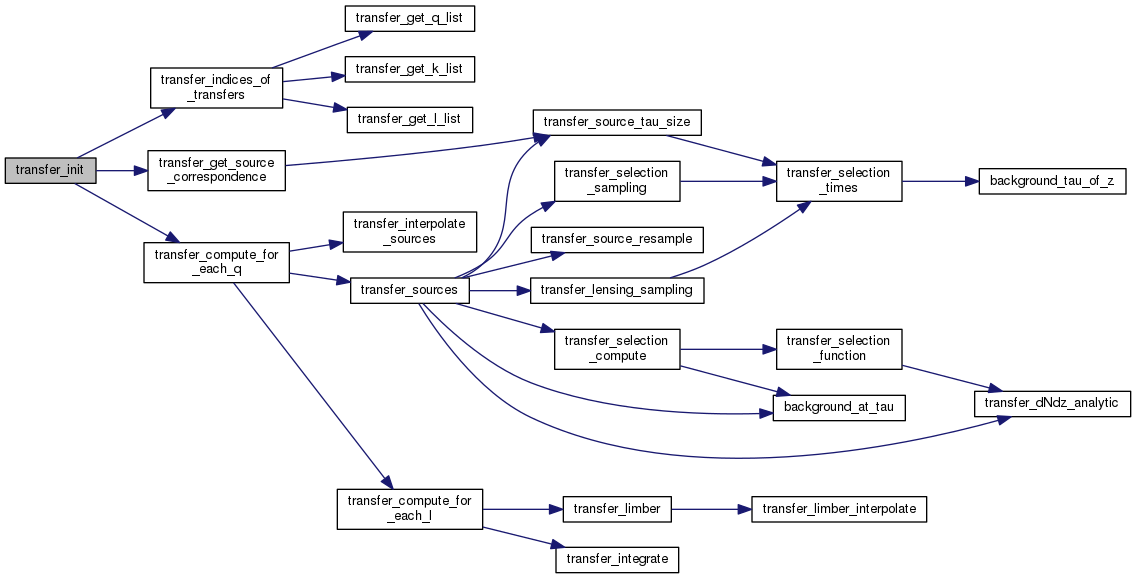 transfer_get_q_list
transfer_indices_of
_transfers
transfer_get_k_list
transfer_get_l_list
transfer_init
transfer_get_source
_correspondence
transfer_source_tau_size
transfer_selection
_sampling
transfer_selection
_times
background_tau_of_z
transfer_compute_for
_each_q
transfer_interpolate
_sources
transfer_source_resample
transfer_sources
transfer_lensing_sampling
transfer_selection
_compute
transfer_selection
_function
background_at_tau
transfer_dNdz_analytic
transfer_compute_for
_each_l
transfer_limber
transfer_limber_interpolate
transfer_integrate